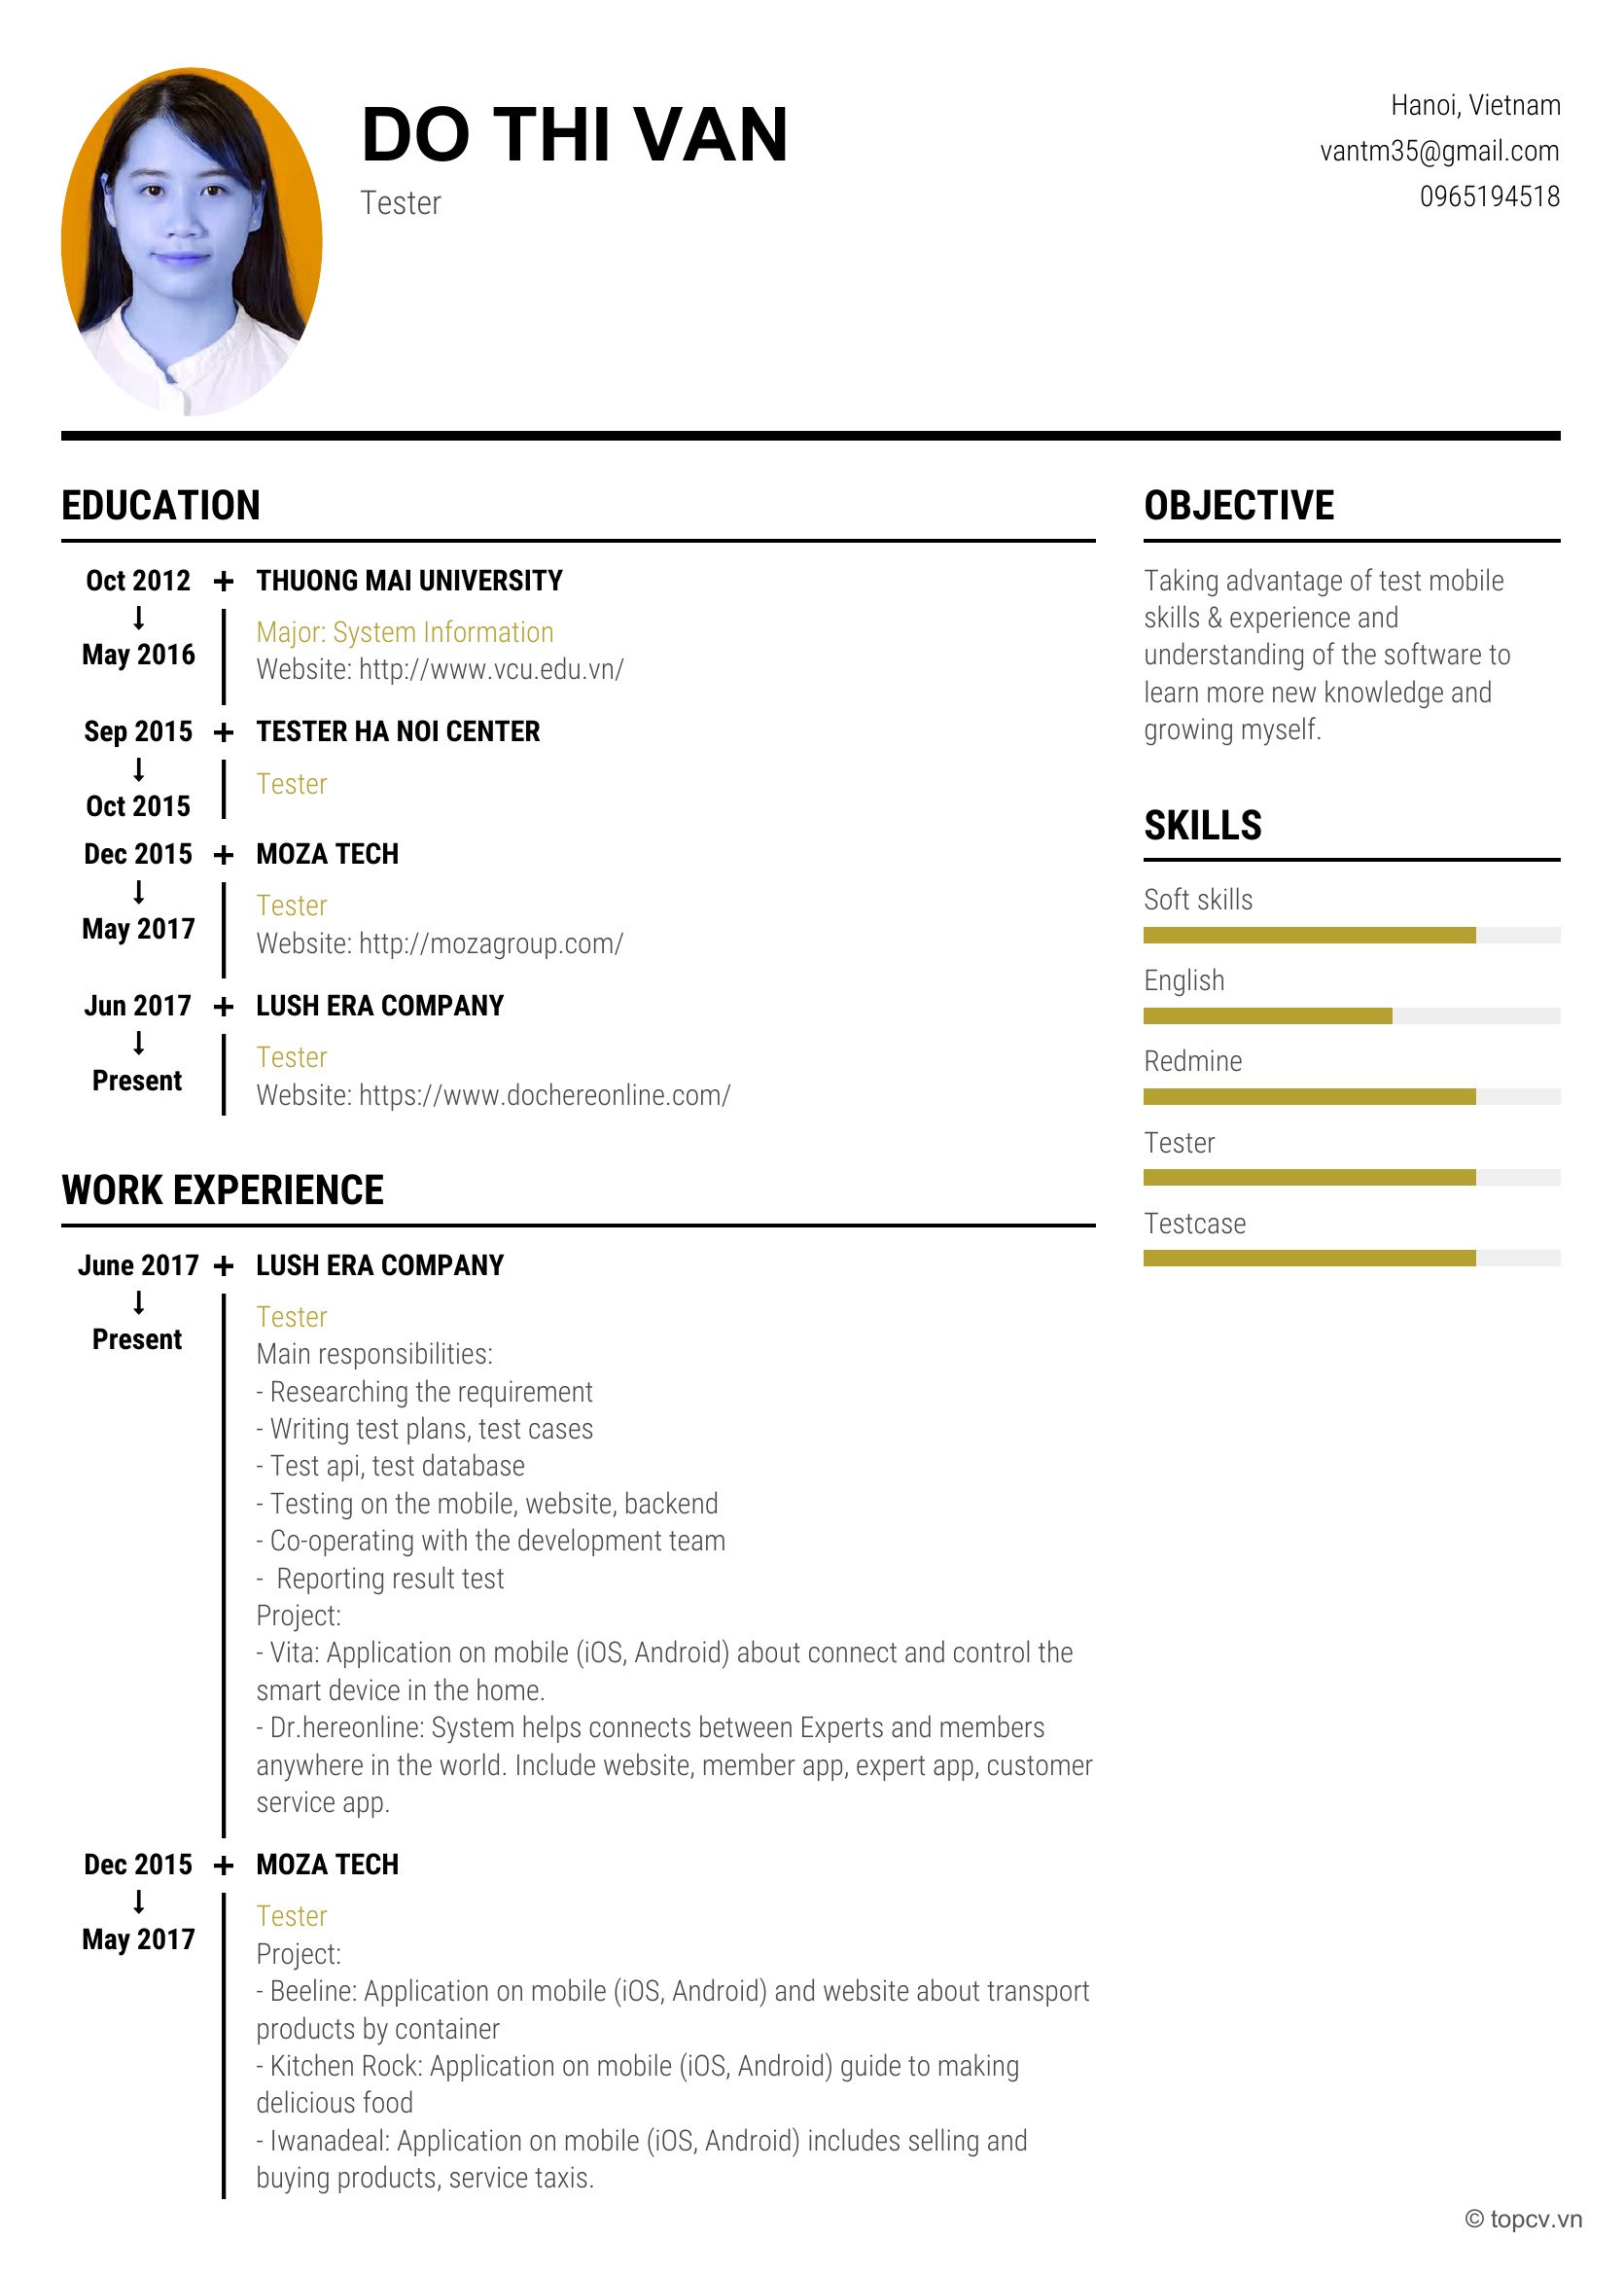 DO THI VAN
Tester
Hanoi, Vietnam
vantm35@gmail.com
0965194518
EDUCATION
Oct 2012
May 2016
THUONG MAI UNIVERSITY
Major: System Information
Website: http://www.vcu.edu.vn/
Sep 2015
Oct 2015
TESTER HA NOI CENTER
Tester
Dec 2015
May 2017
MOZA TECH
Tester
Website: http://mozagroup.com/
Jun 2017
Present
LUSH ERA COMPANY
Tester
Website: https://www.dochereonline.com/
WORK EXPERIENCE
June 2017
Present
LUSH ERA COMPANY
Tester
Main responsibilities:
- Researching the requirement
- Writing test plans, test cases
- Test api, test database
- Testing on the mobile, website, backend
- Co-operating with the development team
-  Reporting result test
Project:
- Vita: Application on mobile (iOS, Android) about connect and control the
smart device in the home.
- Dr.hereonline: System helps connects between Experts and members
anywhere in the world. Include website, member app, expert app, customer
service app.
Dec 2015
May 2017
MOZA TECH
Tester
Project:
- Beeline: Application on mobile (iOS, Android) and website about transport
products by container
- Kitchen Rock: Application on mobile (iOS, Android) guide to making
delicious food
- Iwanadeal: Application on mobile (iOS, Android) includes selling and
buying products, service taxis.
OBJECTIVE
Taking advantage of test mobile
skills & experience and
understanding of the software to
learn more new knowledge and
growing myself.
SKILLS
Soft skills
English
Redmine
Tester
Testcase
© topcv.vn